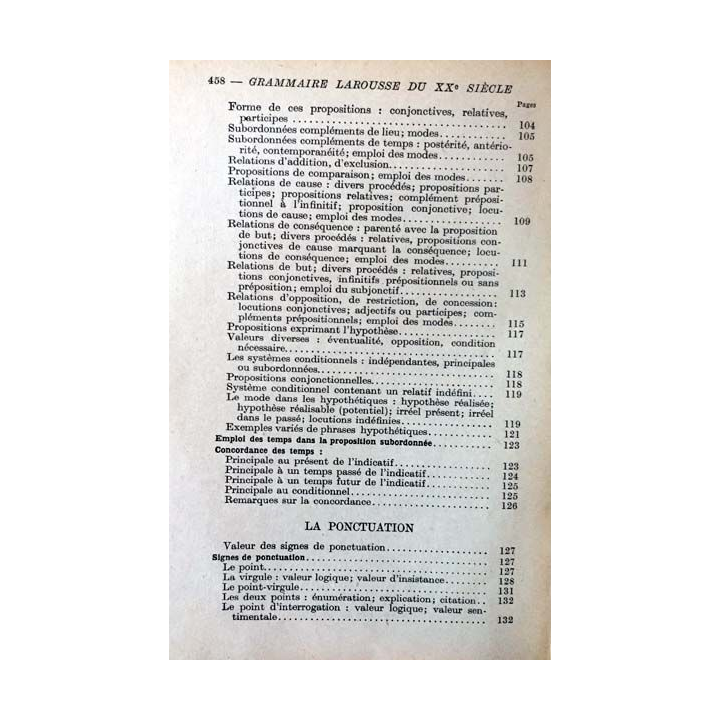 458 — GRAMMAIRE LAROUSSE DU XXe SIÈCLE
Pages
Forme de ces propositions : conjonctives, relatives,
participes 104
Subordonnées compléments de lieu; modes 105
Subordonnées compléments de temps : postérité, antério-
rité, contemporanéité; emploi des modes 105
Relations d'addition, d'exclusion 107
Propositions de comparaison; emploi des modes 108
Relations de cause : divers procédés; propositions par-
ticipes; propositions relatives; complément préposi-
tionnel à l'infinitif; proposition conjonctive; locu-
tions de cause; emploi des modes 109
Relations de conséquence : parenté avec la proposition
de but; divers procédés : relatives, propositions con-
jonctives de cause marquant la conséquence; locu-
tions de conséquence; emploi des modes 111
Relations de but; divers procédés : relatives, proposi-
tions conjonctives, infinitifs prépositionnels ou sans
préposition; emploi du subjonctif 113
Relations d'opposition, de restriction, de concession:
locutions conjonctives; adjectifs ou participes; com-
pléments prépositionnels; emploi des modes 115
Propositions exprimant l'hypothèse 117
Valeurs diverses : éventualité, opposition, condition
nécessaire 117
Les systèmes conditionnels : indépendantes, principales
ou subordonnées 118
Propositions conjonctionnelles 118
Système conditionnel contenant un relatif indéfini 119
Le mode dans les hypothétiques : hypothèse réalisée;
hypothèse réalisable (potentiel); irréel présent; irréel
dans le passé; locutions indéfinies 119
Exemples variés de phrases hypothétiques 121
Emploi des temps dans la proposition subordonnée 123
Concordance des temps :
Principale au présent de l'indicatif 123
Principale à un temps passé de l'indicatif 124
Principale à un temps futur de l'indicatif 125
Principale au conditionnel 125
Remarques sur la concordance 126
LA PONCTUATION
Valeur des signes de ponctuation 127
Signes de ponctuation 127
Le point 127
La virgule : valeur logique; valeur d'insistance 128
Le point-virgule 131
Les deux points : énumération; explication; citation 132
Le point d'interrogation : valeur logique; valeur sen-
timentale 132